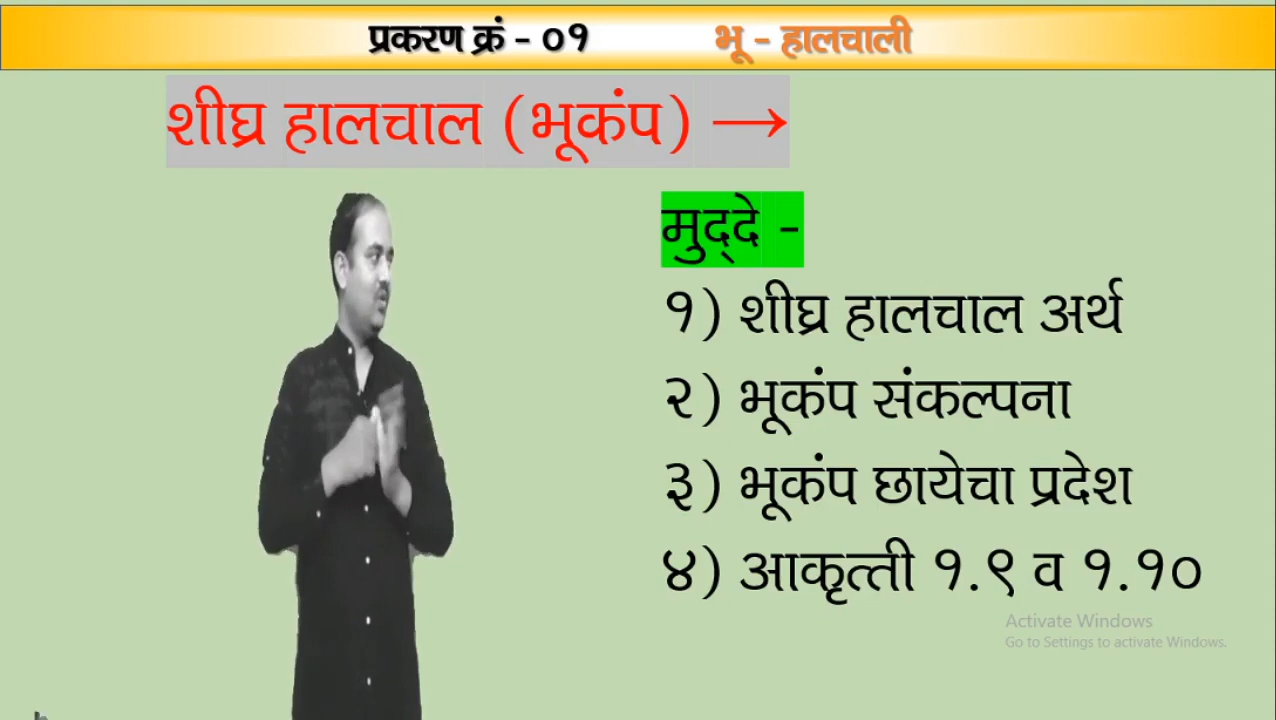 प्रकरण क्रं - ०१ भू - हालचाली
शीघ्र हालचाल (भूकंप) →
मुद्‌दे -
१) शीघ्र हालचाल अर्थ
२) भूकंप संकल्पना
३) भूकंप छायेचा प्रदेश
४) आकृत्ती १.९ व १.१०
Activate Windows
Go to Settings to activate Windows.